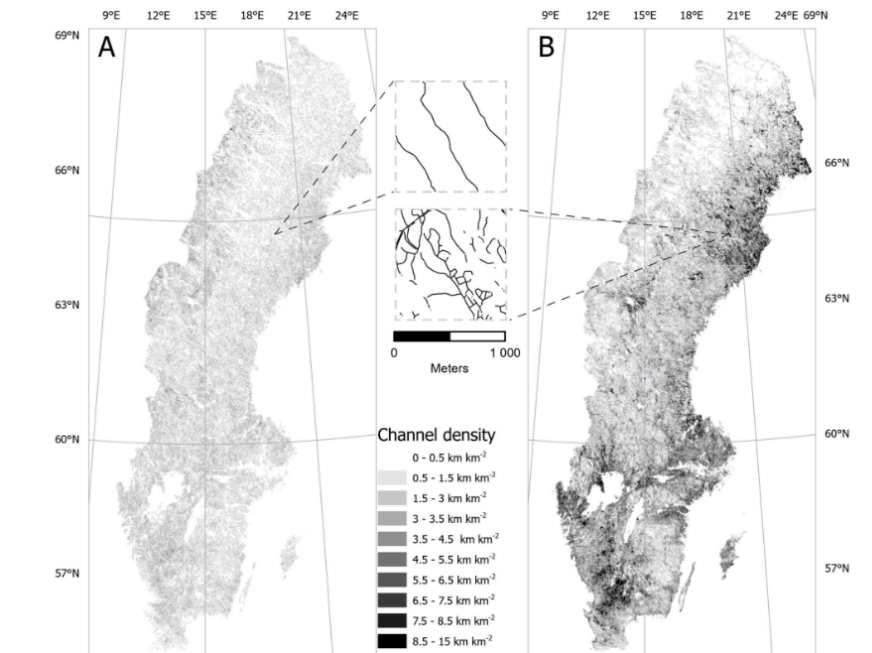 9°E 12°E 15°E 18°E 21°E 24°E
9°E 12°E 15°E 18°E 21°E 24°E 69°N
69°N
A
B
66°N
66°N
63°N
63°N
0 1 000
Meters
60°N
60°N
Channel density
0 - 0.5 km km-2
0.5 - 1.5 km km-2
1.5 - 3 km km-2
3 - 3.5 km km-2
3.5 - 4.5 km km-2
4.5 - 5.5 km km-2
5.5 - 6.5 km km-2
6.5 - 7.5 km km-2
7.5 - 8.5 km km-2
8.5 - 15 km km-2
57°N
57°N